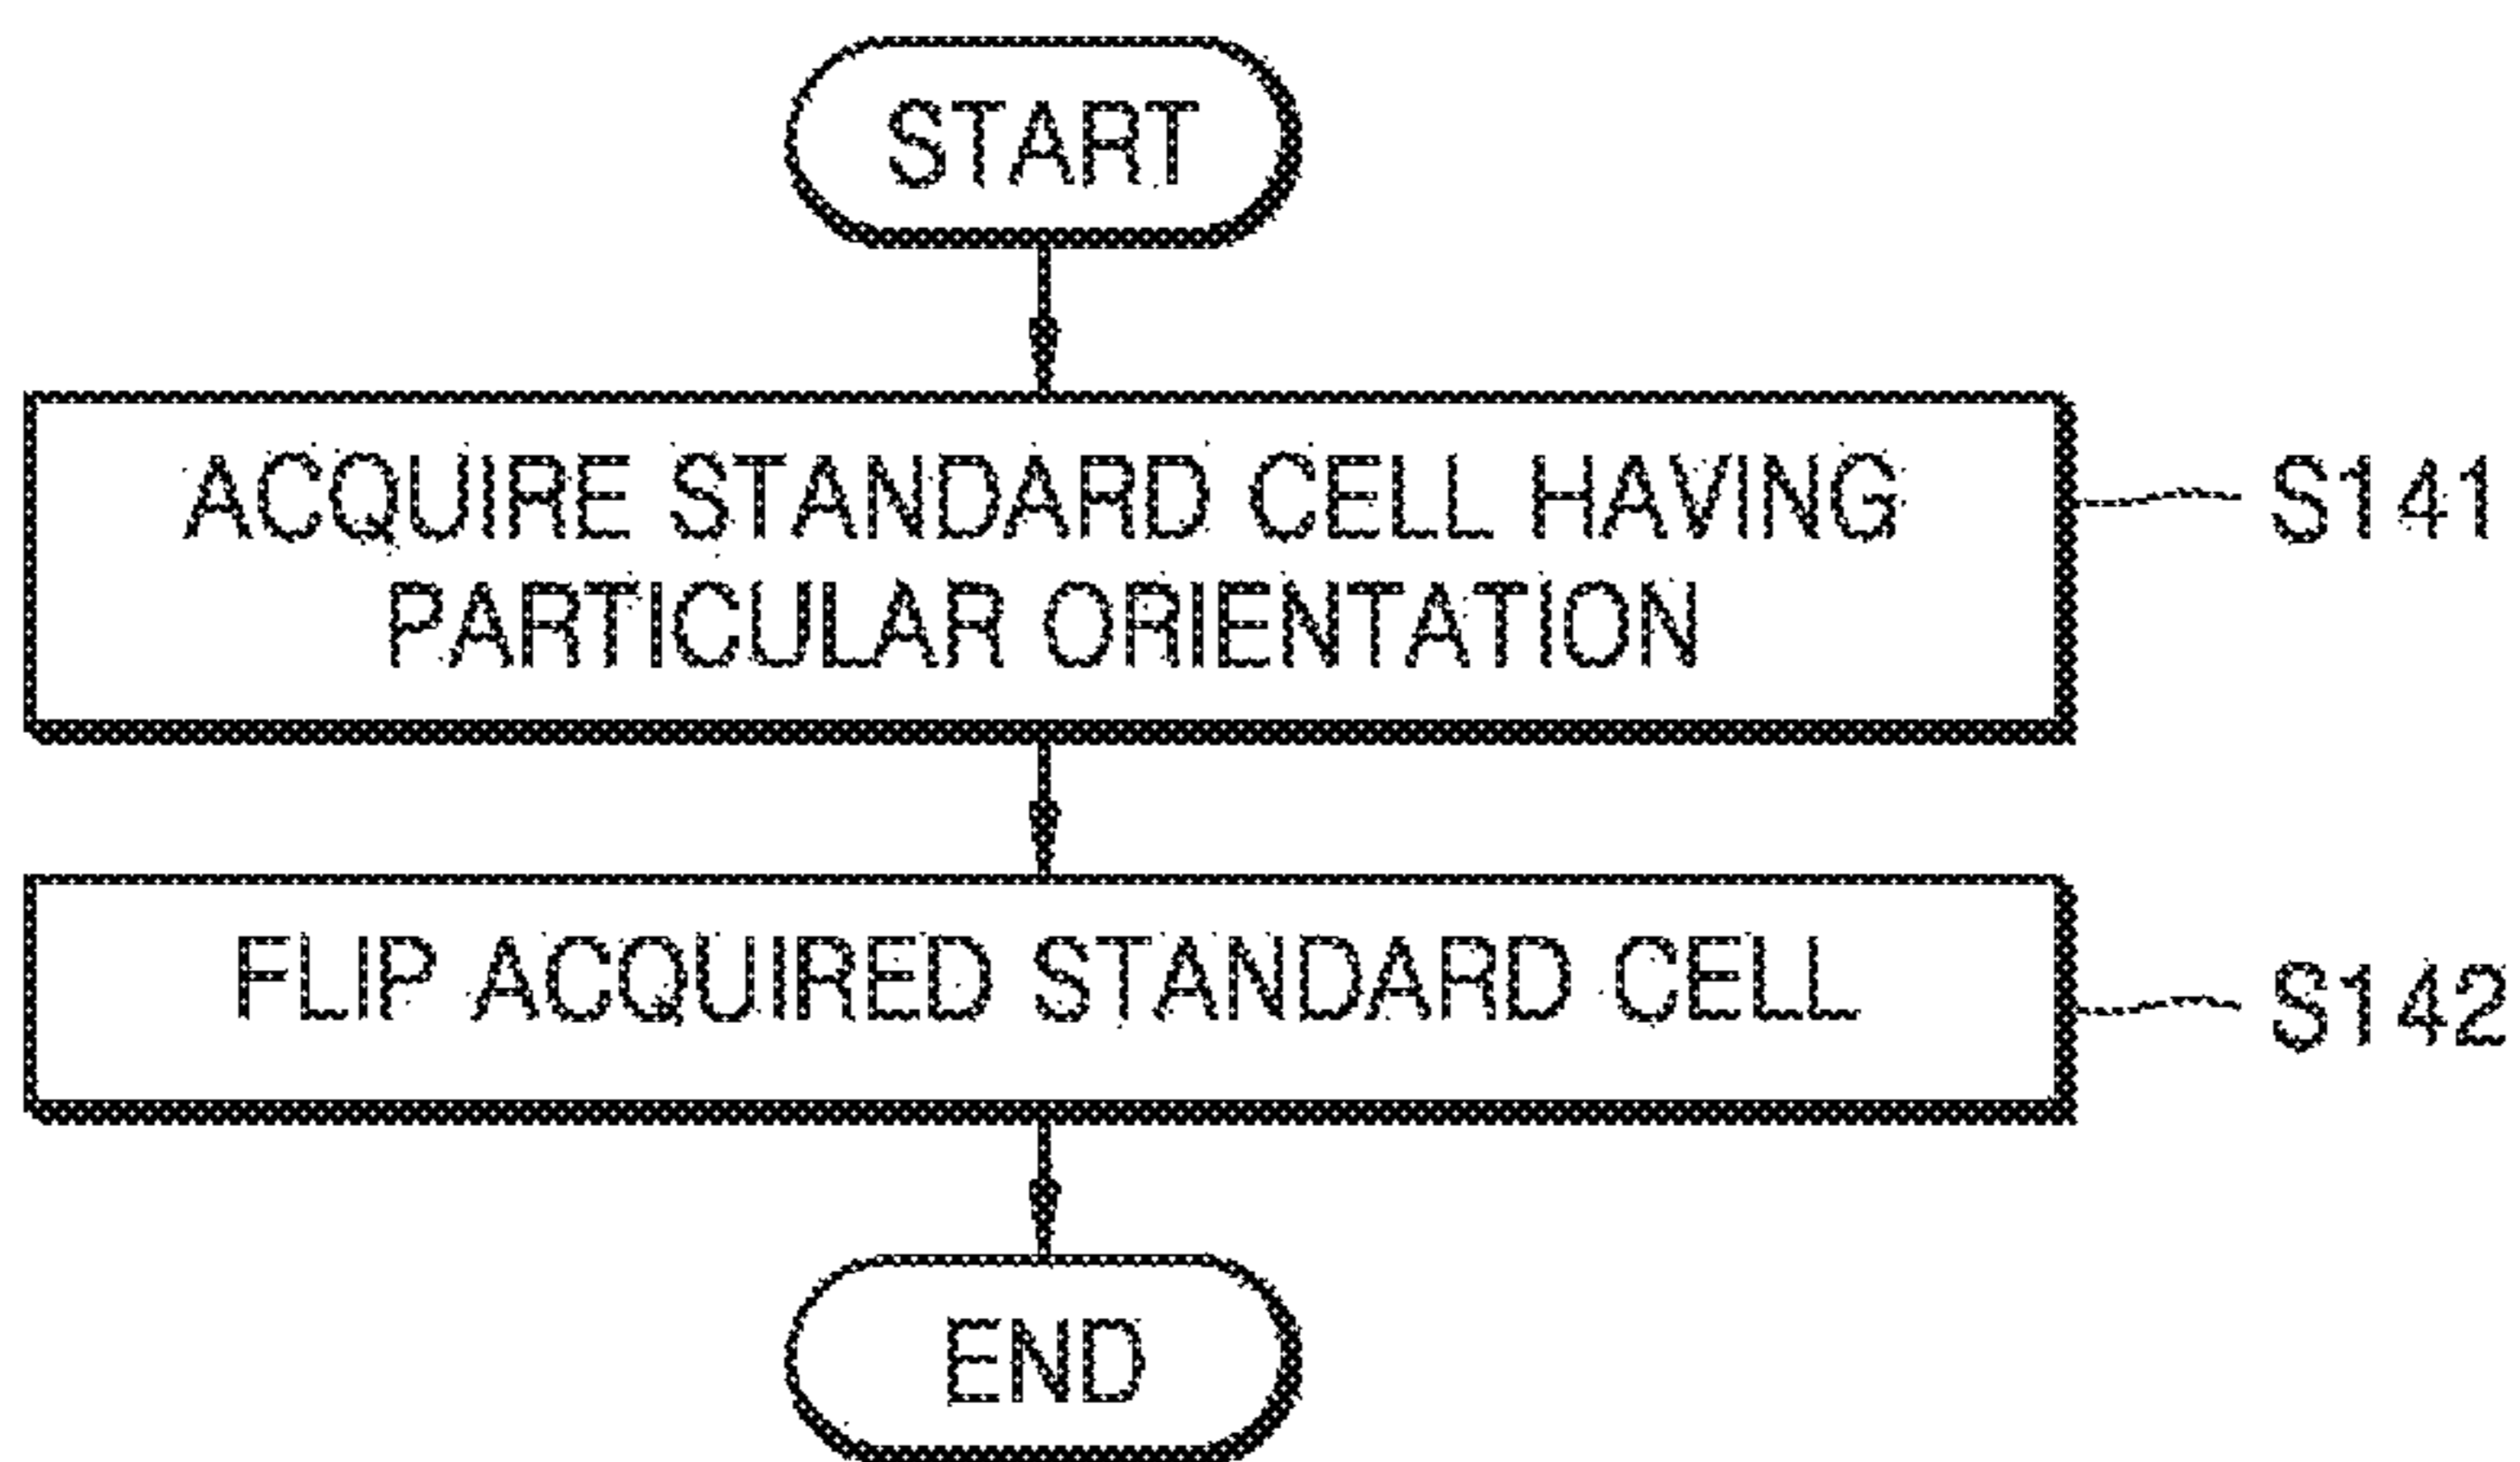 START
ACQUIRE STANDARD CELL HAVING
PARTICULAR ORIENTATION
S141
FLIP ACQUIRED STANDARD CELL
S142
END